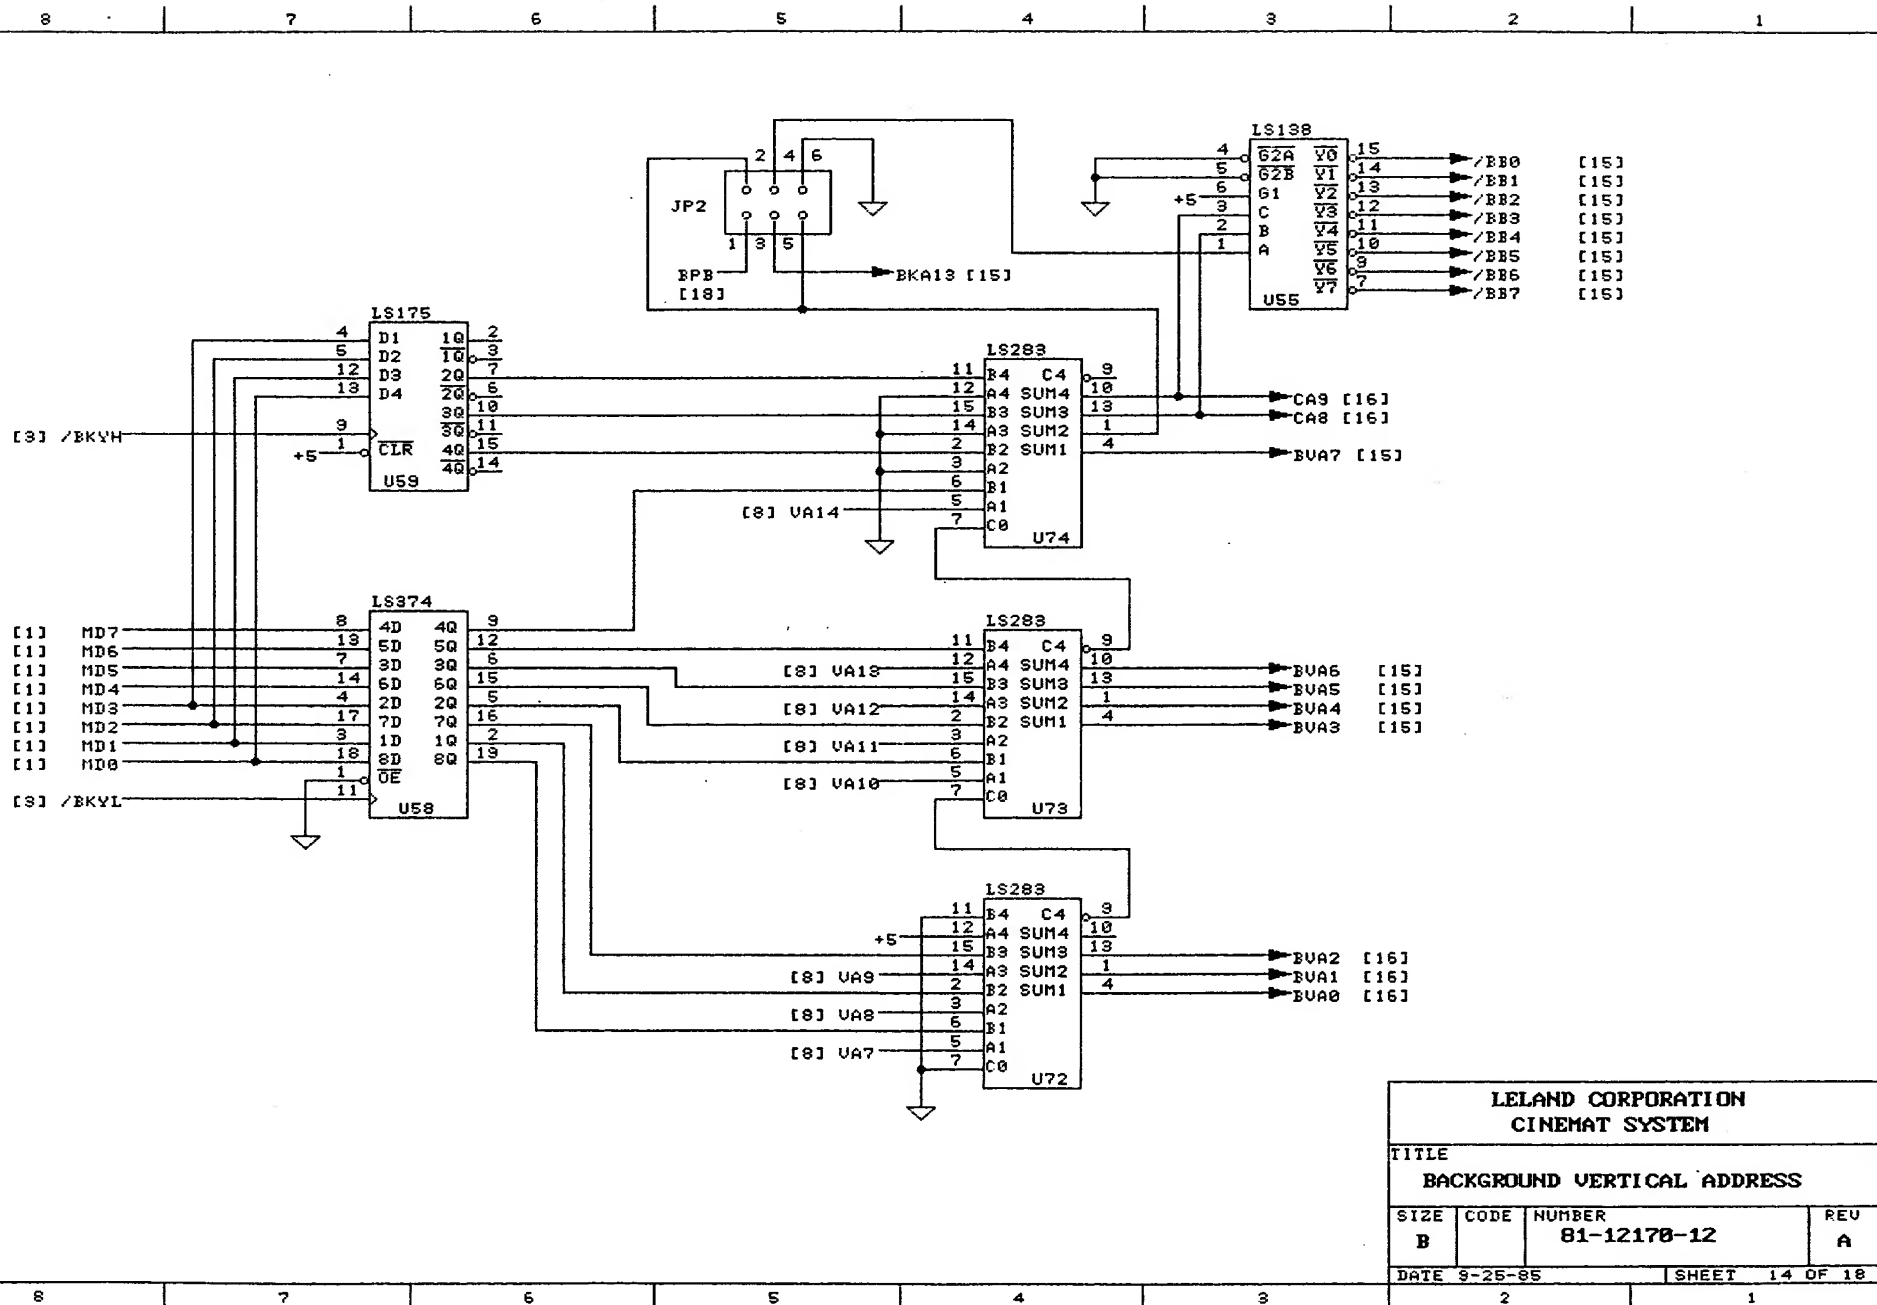 8 7 6 5 4 3 2 1
JP2
2 4 6
1 3 5
BPB
[18]
BKA13 [15]
LS138
4 G2A Y0 15 /BB0 [15]
5 G2B Y1 14 /BB1 [15]
+5 6 G1 Y2 13 /BB2 [15]
3 C Y3 12 /BB3 [15]
2 B Y4 11 /BB4 [15]
1 A Y5 10 /BB5 [15]
Y6 9 /BB6 [15]
Y7 7 /BB7 [15]
U55
LS175
4 D1 1Q 2
5 D2 1Q 3
12 D3 2Q 7
13 D4 2Q 6
3Q 10
[3] /BKYH 9 3Q 11
+5 1 CLR 4Q 15
4Q 14
U59
LS283
11 B4 C4 9
12 A4 SUM4 10 CA9 [16]
15 B3 SUM3 13 CA8 [16]
14 A3 SUM2 1
2 B2 SUM1 4 BVA7 [15]
3 A2
6 B1
[8] VA14 5 A1
7 C0
U74
LS374
[1] MD7 8 4D 4Q 9
[1] MD6 13 5D 5Q 12
[1] MD5 7 3D 3Q 6
[1] MD4 14 6D 6Q 15
[1] MD3 4 2D 2Q 5
[1] MD2 17 7D 7Q 16
[1] MD1 3 1D 1Q 2
[1] MD0 18 8D 8Q 19
1 OE
[3] /BKYL 11
U58
LS283
11 B4 C4 9
[8] VA13 12 A4 SUM4 10 BVA6 [15]
15 B3 SUM3 13 BVA5 [15]
[8] VA12 14 A3 SUM2 1 BVA4 [15]
2 B2 SUM1 4 BVA3 [15]
[8] VA11 3 A2
6 B1
[8] VA10 5 A1
7 C0
U73
LS283
11 B4 C4 9
+5 12 A4 SUM4 10
15 B3 SUM3 13 BVA2 [16]
[8] VA9 14 A3 SUM2 1 BVA1 [16]
2 B2 SUM1 4 BVA0 [16]
[8] VA8 3 A2
6 B1
[8] VA7 5 A1
7 C0
U72
LELAND CORPORATION
CINEMAT SYSTEM
TITLE
BACKGROUND VERTICAL ADDRESS
SIZE CODE NUMBER REV
B 81-12170-12 A
DATE 9-25-85 SHEET 14 OF 18
8 7 6 5 4 3 2 1